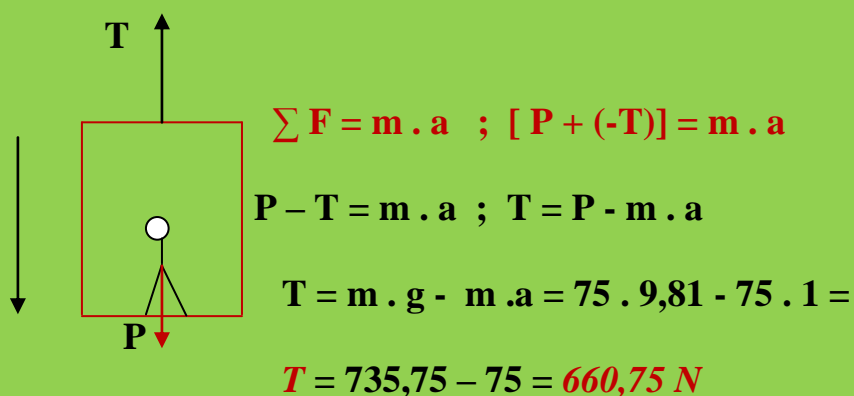 T
∑ F = m . a ; [ P + (-T)] = m . a
P – T = m . a ; T = P - m . a
T = m . g - m .a = 75 . 9,81 - 75 . 1 =
P
T = 735,75 – 75 = 660,75 N